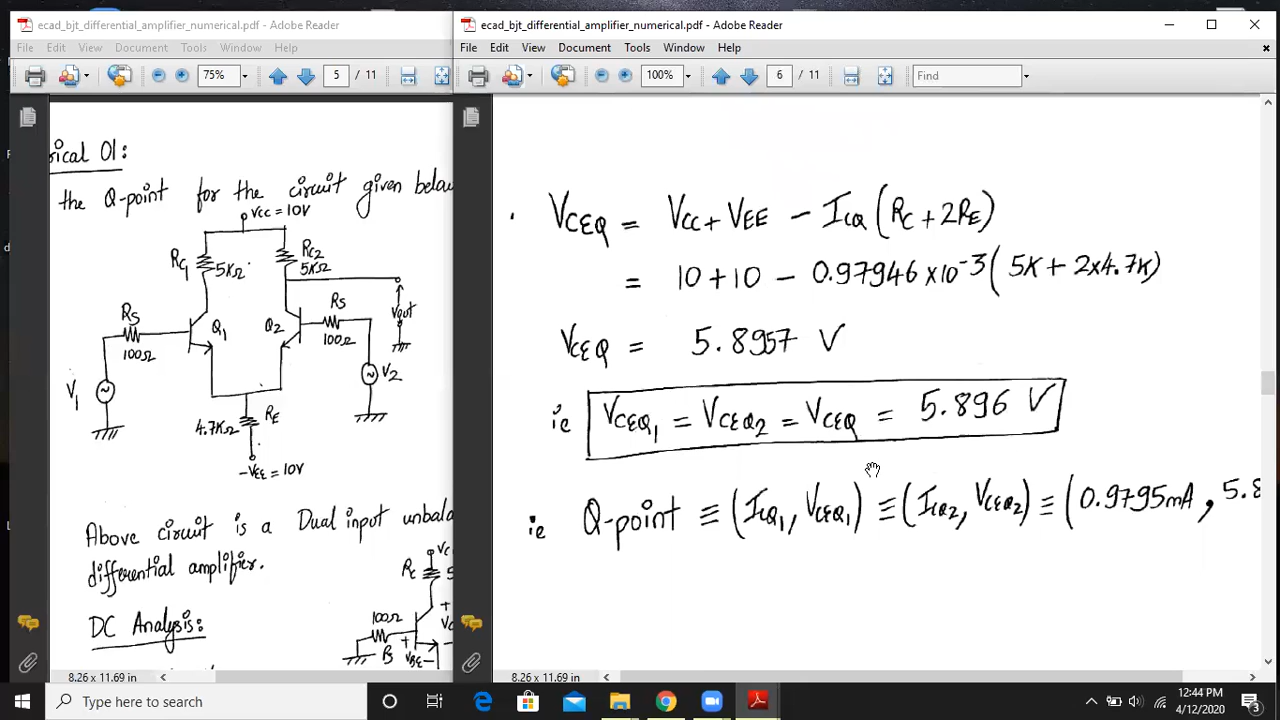 ecad_bjt_differential_amplifier_numerical.pdf - Adobe Reader
File Edit View Document Tools Window Help
75% 5 / 11
rical 01:
the Q-point for the circuit given below
VCC = 10V
RC1 5KΩ RC2 5KΩ
RS 100Ω Q1 Q2 RS 100Ω Vout
V1 V2
4.7KΩ RE
-VEE = 10V
Above circuit is a Dual input unbal
differential amplifier.
DC Analysis:
RC
100Ω
RS VBE
8.26 x 11.69 in
ecad_bjt_differential_amplifier_numerical.pdf - Adobe Reader
File Edit View Document Tools Window Help
100% 6 / 11 Find
VCEQ = VCC + VEE - ICQ (RC + 2RE)
= 10 + 10 - 0.97946 x 10^-3 ( 5K + 2x4.7K)
VCEQ = 5.8957 V
ie VCEQ1 = VCEQ2 = VCEQ = 5.896 V
ie Q-point ≡ (ICQ1, VCEQ1) ≡ (ICQ2, VCEQ2) ≡ (0.9795mA, 5.8
8.26 x 11.69 in
Type here to search
12:44 PM
4/12/2020
3